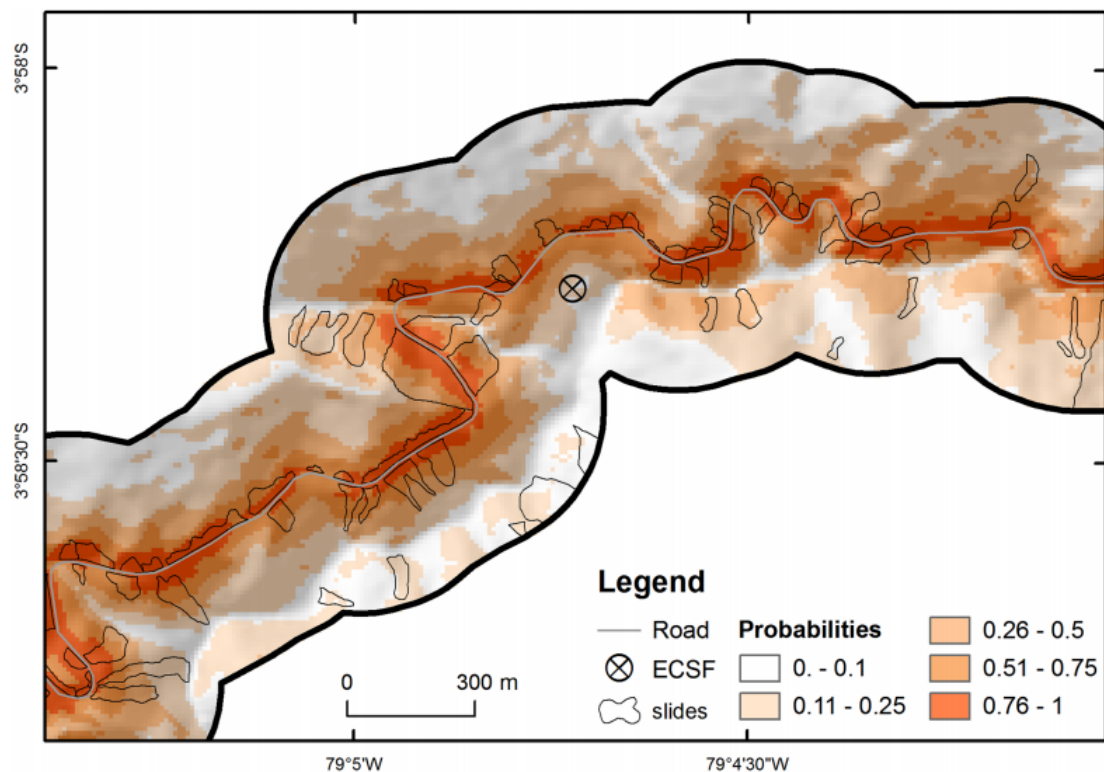 3°58'S
3°58'30"S
79°5'W
79°4'30"W
0 300 m
Legend
Road
ECSF
slides
Probabilities
0. - 0.1
0.11 - 0.25
0.26 - 0.5
0.51 - 0.75
0.76 - 1